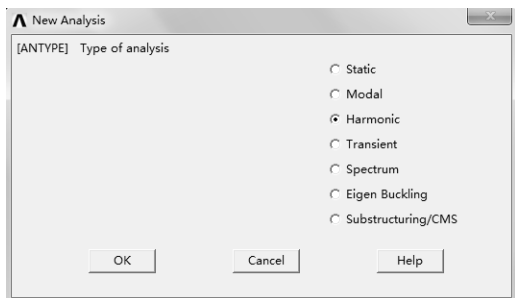 New Analysis
[ANTYPE] Type of analysis
Static
Modal
Harmonic
Transient
Spectrum
Eigen Buckling
Substructuring/CMS
OK Cancel Help